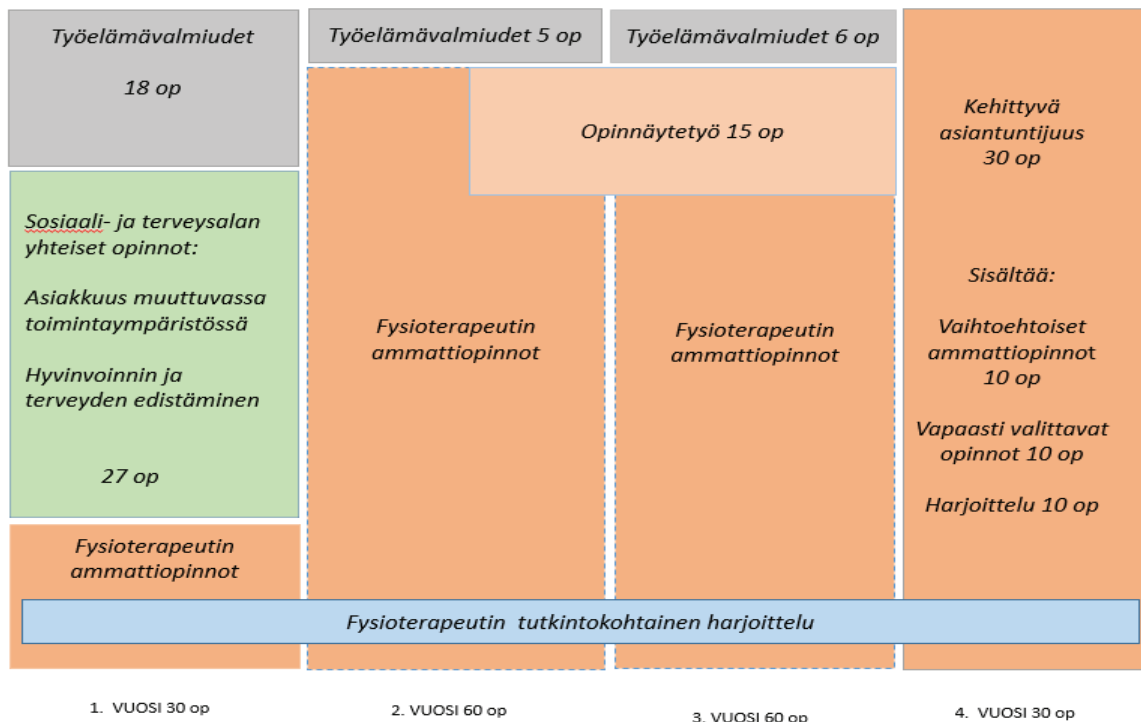 Työelämävalmiudet
18 op
Sosiaali- ja terveysalan
yhteiset opinnot:
Asiakkuus muuttuvassa
toimintaympäristössä
Hyvinvoinnin ja
terveyden edistäminen
27 op
Fysioterapeutin
ammattiopinnot
Työelämävalmiudet 5 op
Työelämävalmiudet 6 op
Opinnäytetyö 15 op
Fysioterapeutin
ammattiopinnot
Fysioterapeutin
ammattiopinnot
Kehittyvä
asiantuntijuus
30 op
Sisältää:
Vaihtoehtoiset
ammattiopinnot
10 op
Vapaasti valittavat
opinnot 10 op
Harjoittelu 10 op
Fysioterapeutin tutkintokohtainen harjoittelu
1. VUOSI 30 op
2. VUOSI 60 op
3. VUOSI 60 op
4. VUOSI 30 op